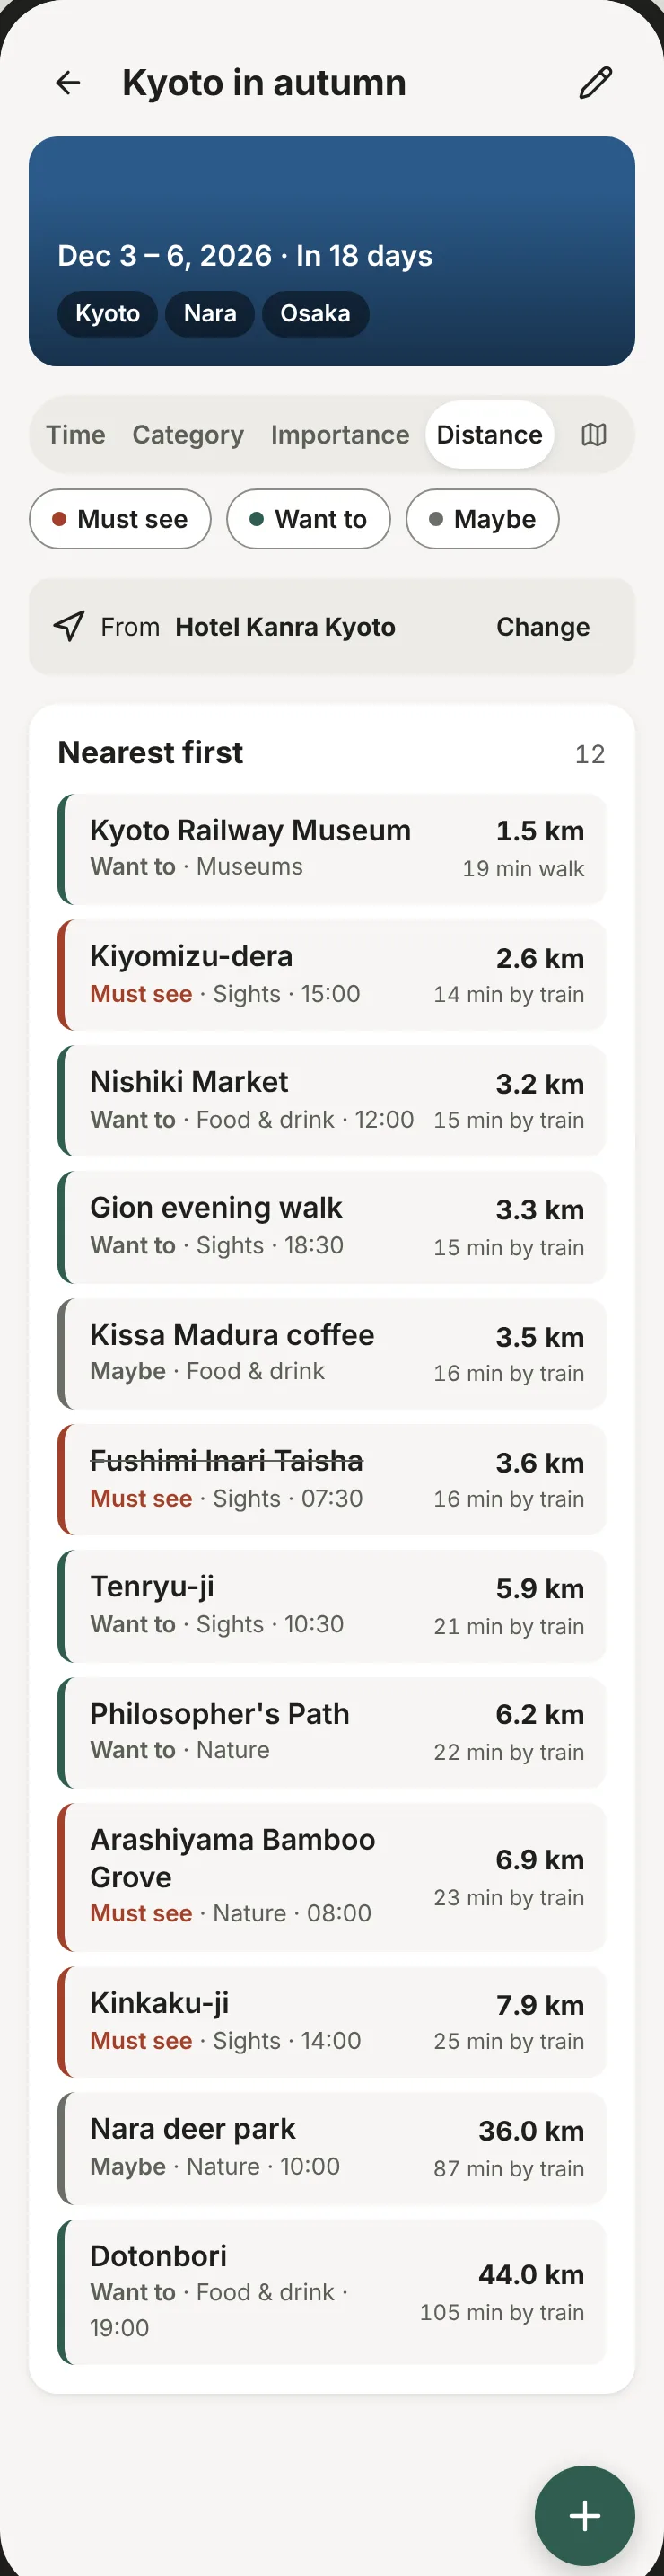 Kyoto in autumn
Dec 3 – 6, 2026 · In 18 days
Kyoto Nara Osaka
Time Category Importance Distance
Must see Want to Maybe
From Hotel Kanra Kyoto Change
Nearest first 12
Kyoto Railway Museum 1.5 km
Want to · Museums 19 min walk
Kiyomizu-dera 2.6 km
Must see · Sights · 15:00 14 min by train
Nishiki Market 3.2 km
Want to · Food & drink · 12:00 15 min by train
Gion evening walk 3.3 km
Want to · Sights · 18:30 15 min by train
Kissa Madura coffee 3.5 km
Maybe · Food & drink 16 min by train
Fushimi Inari Taisha 3.6 km
Must see · Sights · 07:30 16 min by train
Tenryu-ji 5.9 km
Want to · Sights · 10:30 21 min by train
Philosopher's Path 6.2 km
Want to · Nature 22 min by train
Arashiyama Bamboo
Grove 6.9 km
Must see · Nature · 08:00 23 min by train
Kinkaku-ji 7.9 km
Must see · Sights · 14:00 25 min by train
Nara deer park 36.0 km
Maybe · Nature · 10:00 87 min by train
Dotonbori 44.0 km
Want to · Food & drink ·
19:00 105 min by train